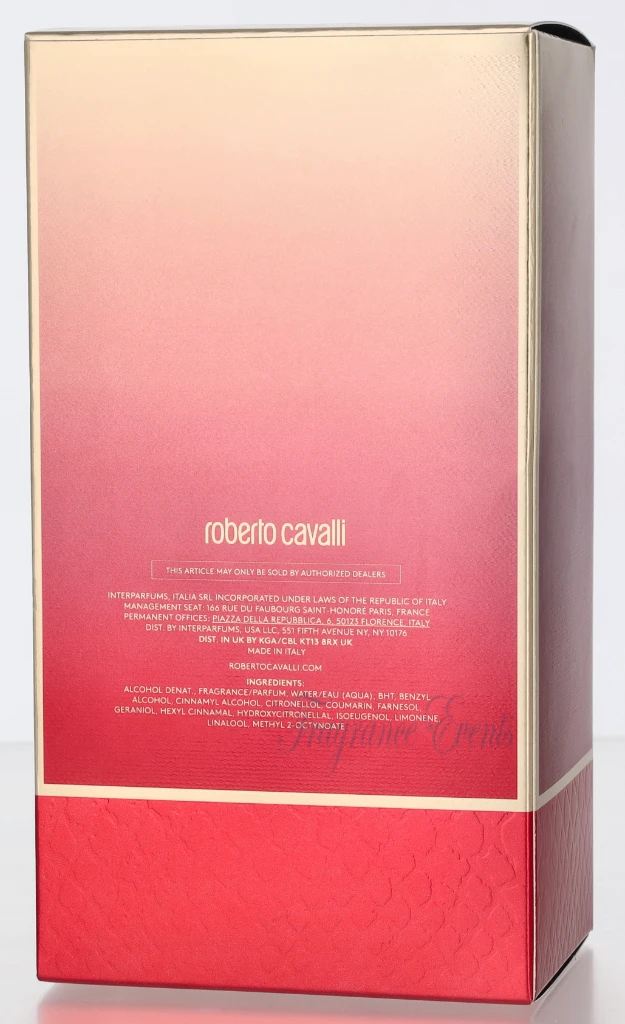 roberto cavalli
THIS ARTICLE MAY ONLY BE SOLD BY AUTHORIZED DEALERS
INTERPARFUMS, ITALIA SRL INCORPORATED UNDER LAWS OF THE REPUBLIC OF ITALY
MANAGEMENT SEAT: 166 RUE DU FAUBOURG SAINT-HONORÉ PARIS, FRANCE
PERMANENT OFFICES: PIAZZA DELLA REPUBBLICA, 6, 50123 FLORENCE, ITALY
DIST. BY INTERPARFUMS, USA LLC, 551 FIFTH AVENUE NY, NY 10176
DIST. IN UK BY KGA/CBL KT13 8RX UK
MADE IN ITALY
ROBERTOCAVALLI.COM
INGREDIENTS:
ALCOHOL DENAT., FRAGRANCE/PARFUM, WATER/EAU (AQUA), BHT, BENZYL
ALCOHOL, CINNAMYL ALCOHOL, CITRONELLOL, COUMARIN, FARNESOL,
GERANIOL, HEXYL CINNAMAL, HYDROXYCITRONELLAL, ISOEUGENOL, LIMONENE,
LINALOOL, METHYL 2-OCTYNOATE
Fragrance Events